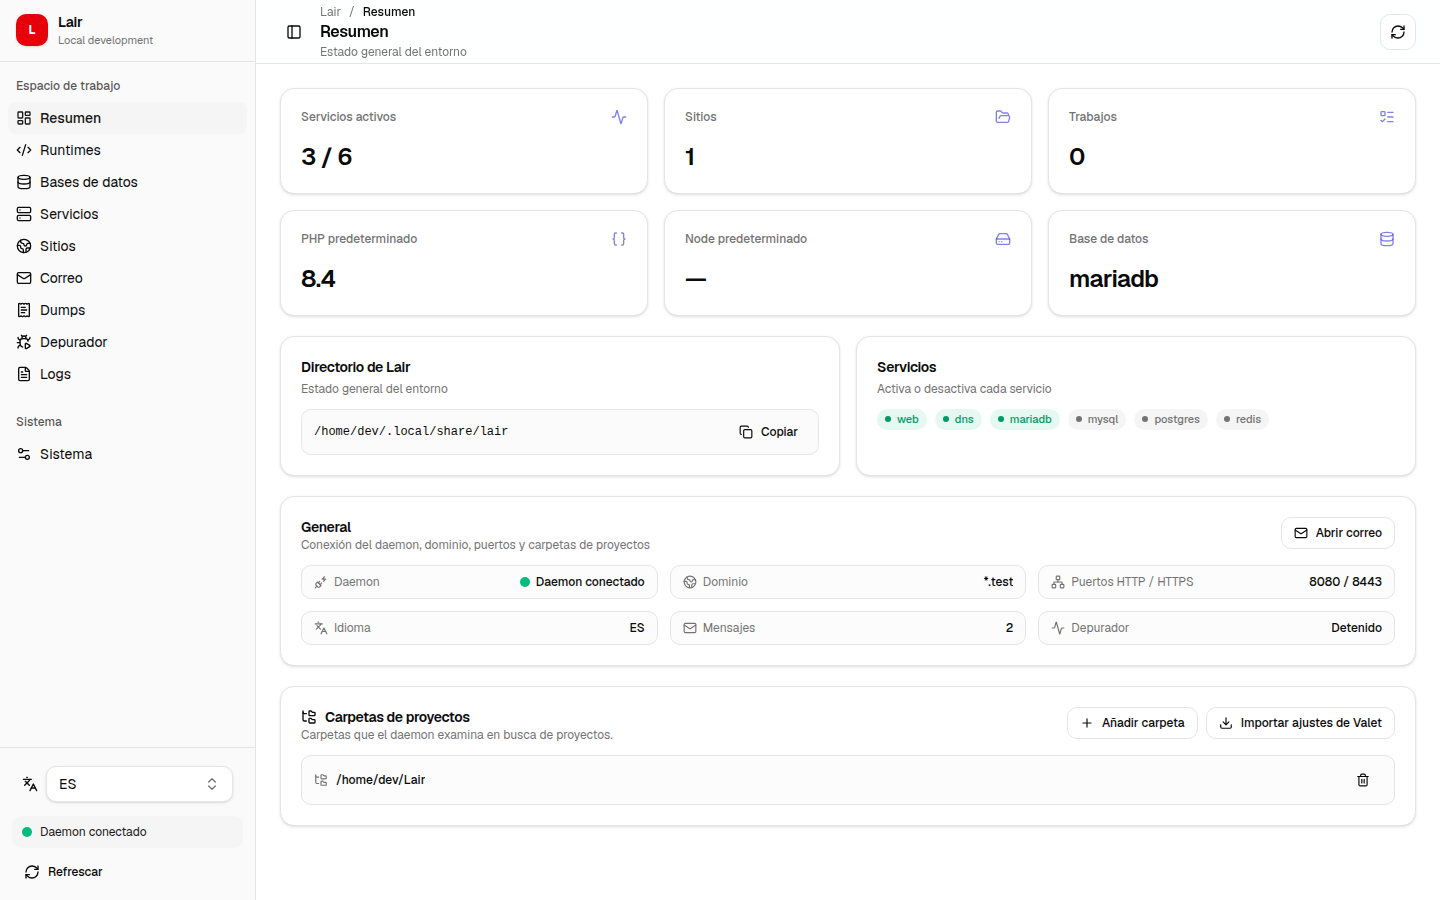 L
Lair
Local development
Espacio de trabajo
Resumen
Runtimes
Bases de datos
Servicios
Sitios
Correo
Dumps
Depurador
Logs
Sistema
Sistema
ES
Daemon conectado
Refrescar
Lair / Resumen
Resumen
Estado general del entorno
Servicios activos
3 / 6
Sitios
1
Trabajos
0
PHP predeterminado
8.4
Node predeterminado
—
Base de datos
mariadb
Directorio de Lair
Estado general del entorno
/home/dev/.local/share/lair
Copiar
Servicios
Activa o desactiva cada servicio
web dns mariadb mysql postgres redis
General
Conexión del daemon, dominio, puertos y carpetas de proyectos
Abrir correo
Daemon Daemon conectado
Dominio *.test
Puertos HTTP / HTTPS 8080 / 8443
Idioma ES
Mensajes 2
Depurador Detenido
Carpetas de proyectos
Carpetas que el daemon examina en busca de proyectos.
Añadir carpeta
Importar ajustes de Valet
/home/dev/Lair